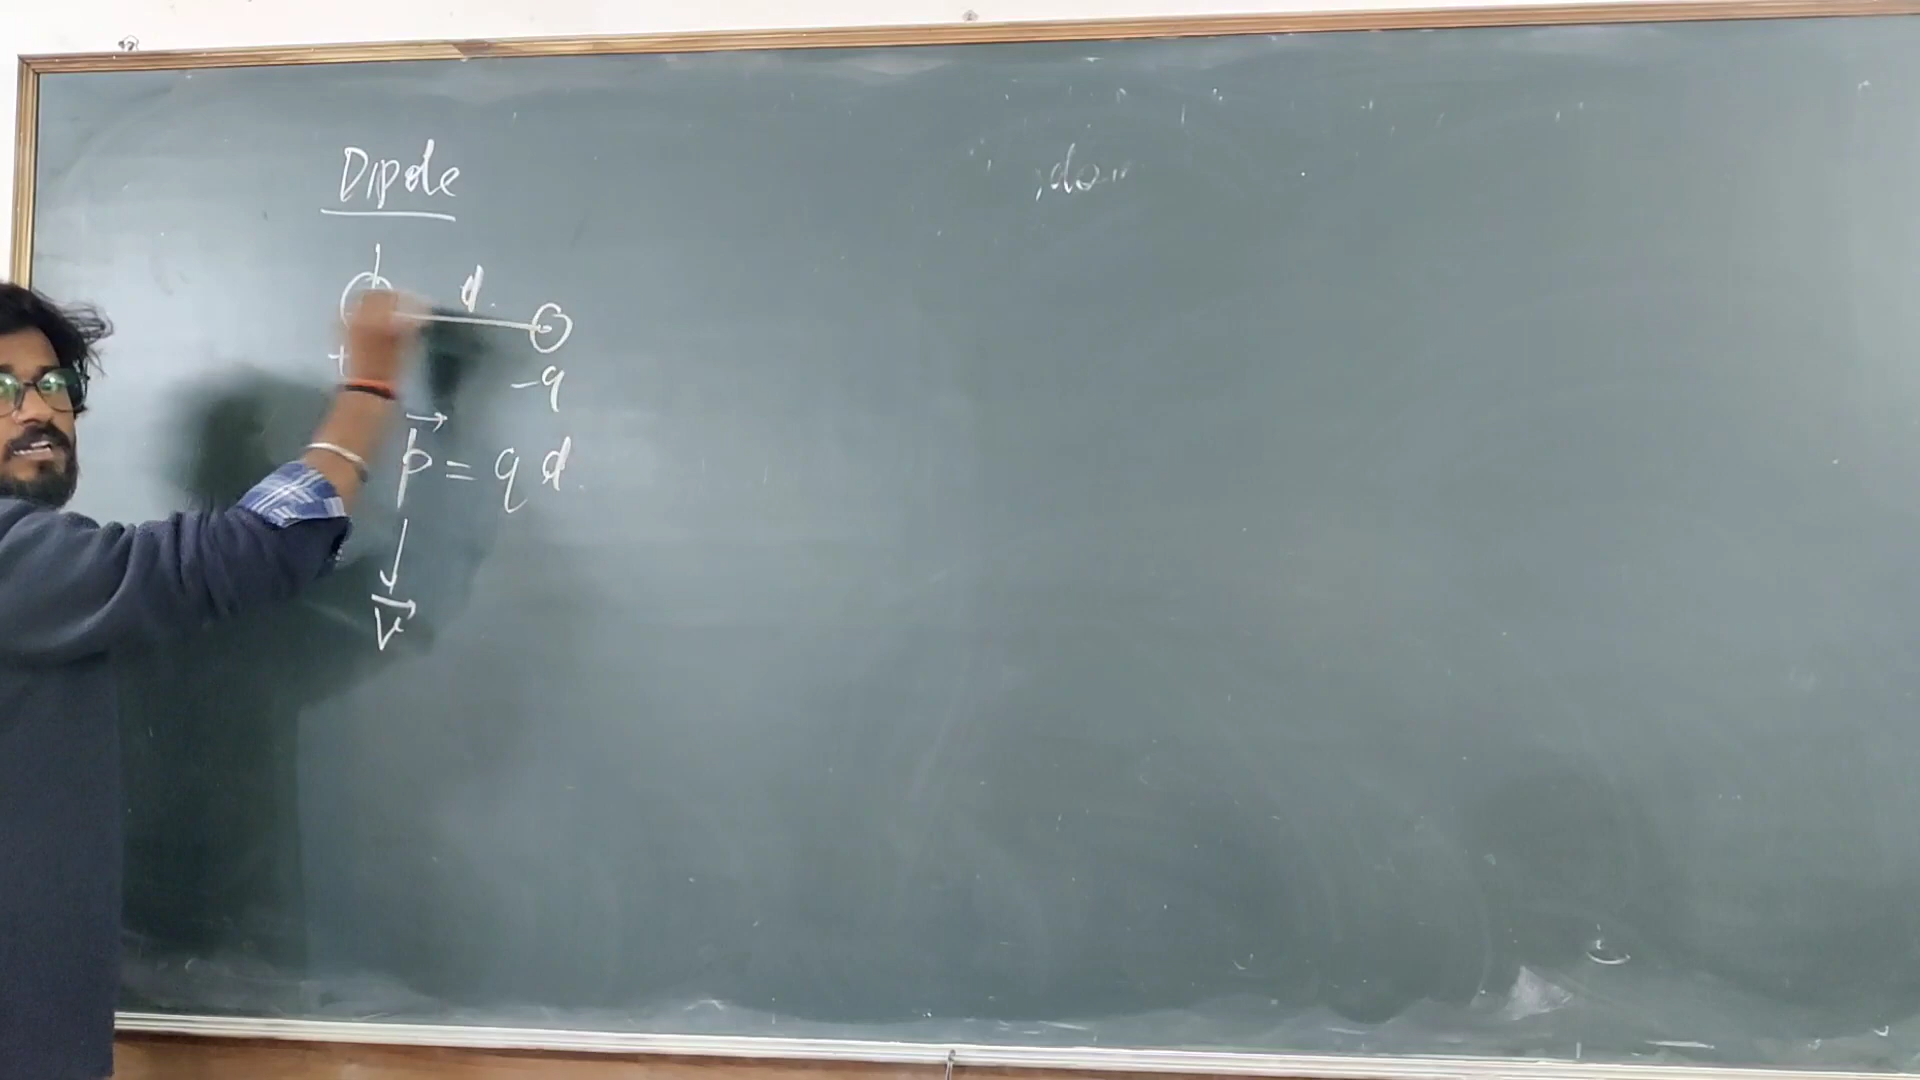 Dipole
d.
+
-q
p⃗ = q d.
V⃗